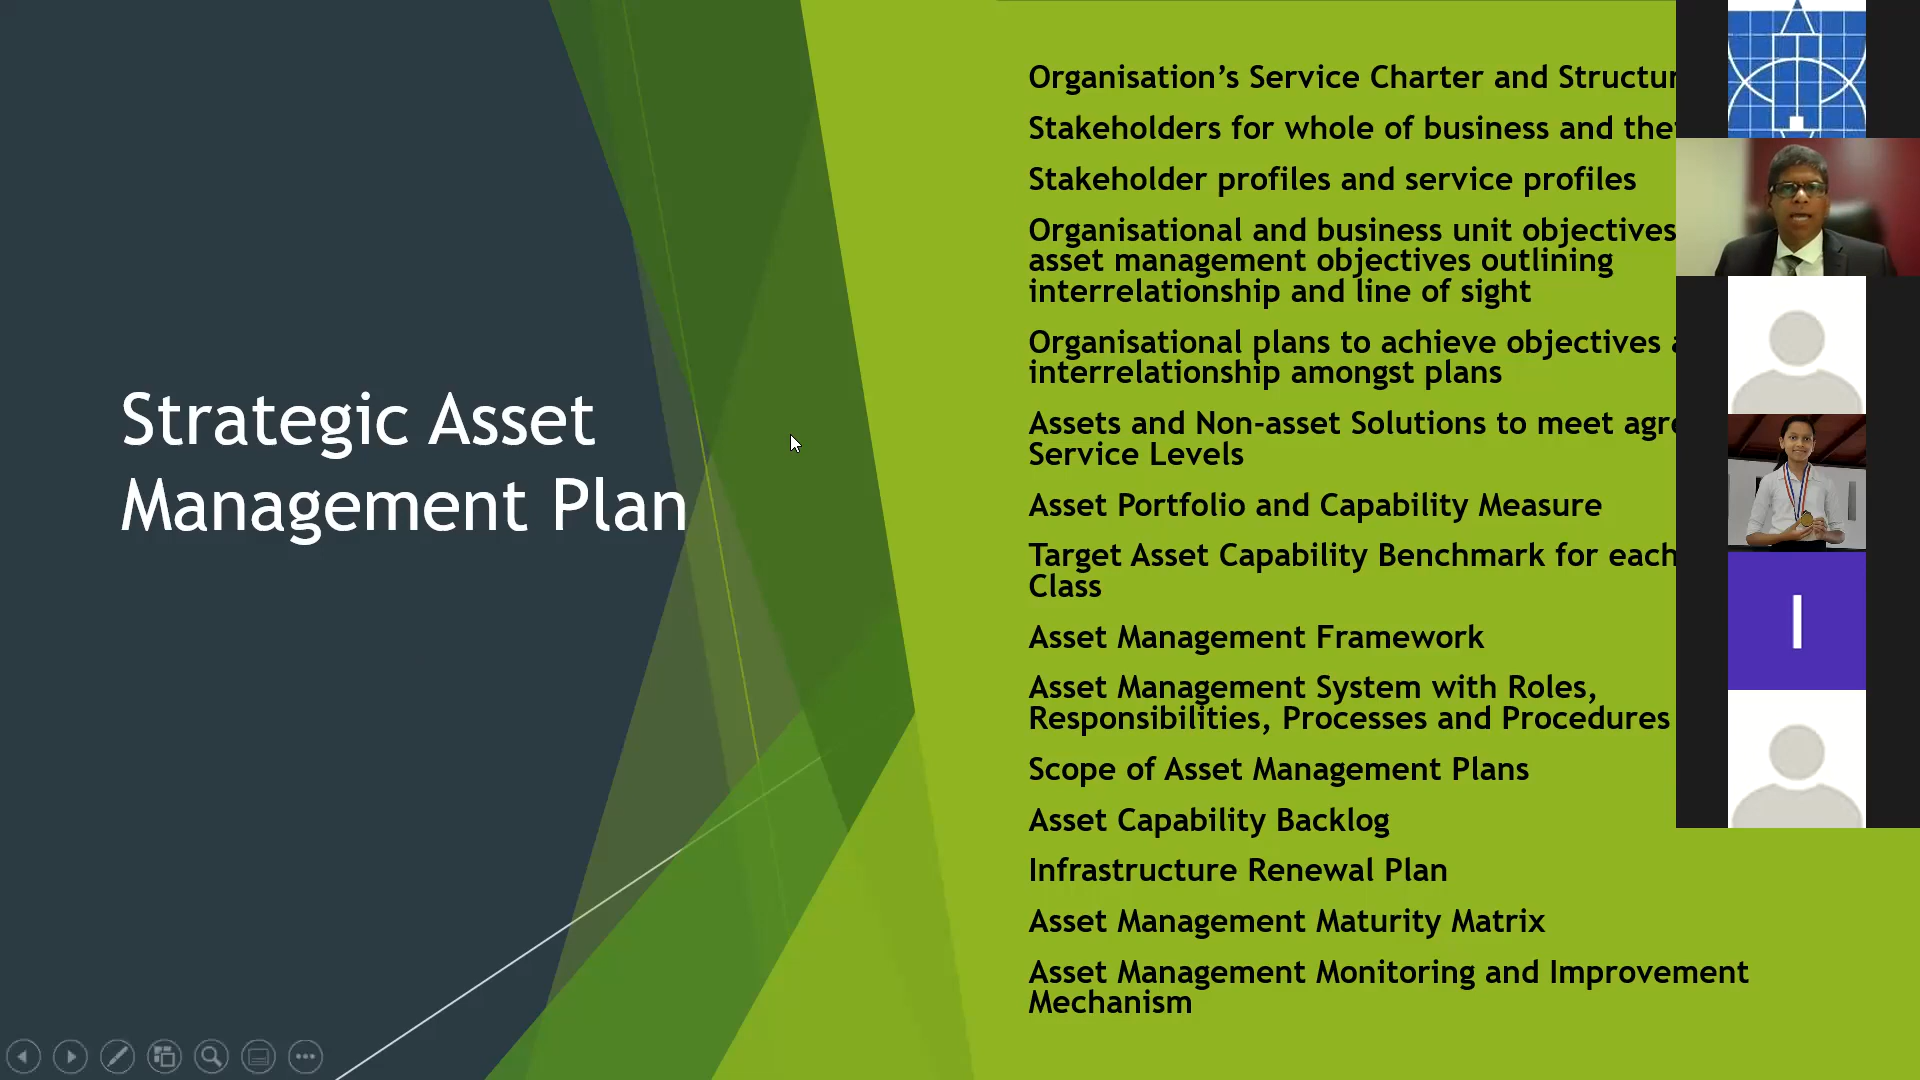 Strategic Asset
Management Plan
Organisation’s Service Charter and
Stakeholders for whole of business and
Stakeholder profiles and service profiles
Organisational and business unit objectives
asset management objectives outlining
interrelationship and line of sight
Organisational plans to achieve objectives
interrelationship amongst plans
Assets and Non-asset Solutions to meet
Service Levels
Asset Portfolio and Capability Measure
Target Asset Capability Benchmark for each
Class
Asset Management Framework
Asset Management System with Roles,
Responsibilities, Processes and Procedures
Scope of Asset Management Plans
Asset Capability Backlog
Infrastructure Renewal Plan
Asset Management Maturity Matrix
Asset Management Monitoring and Improvement
Mechanism
I